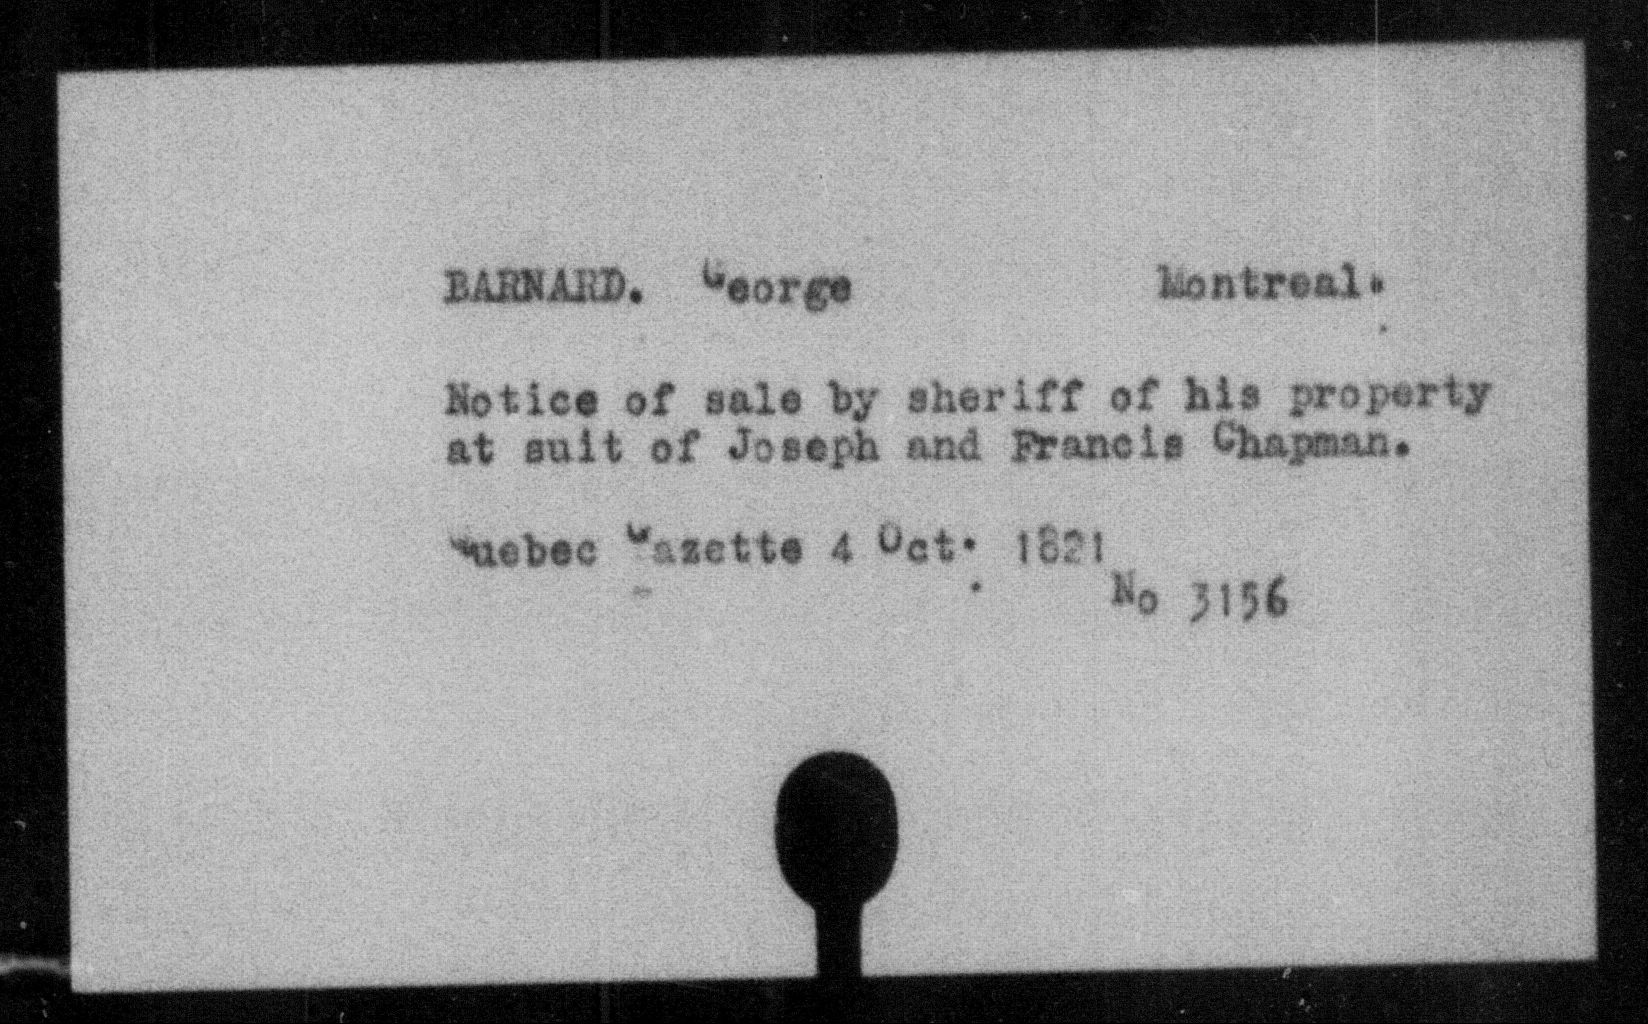 BARNARD. George Montreal.
Notice of sale by sheriff of his property
at suit of Joseph and Francis Chapman.
Quebec Gazette 4 Oct. 1821
No 3156